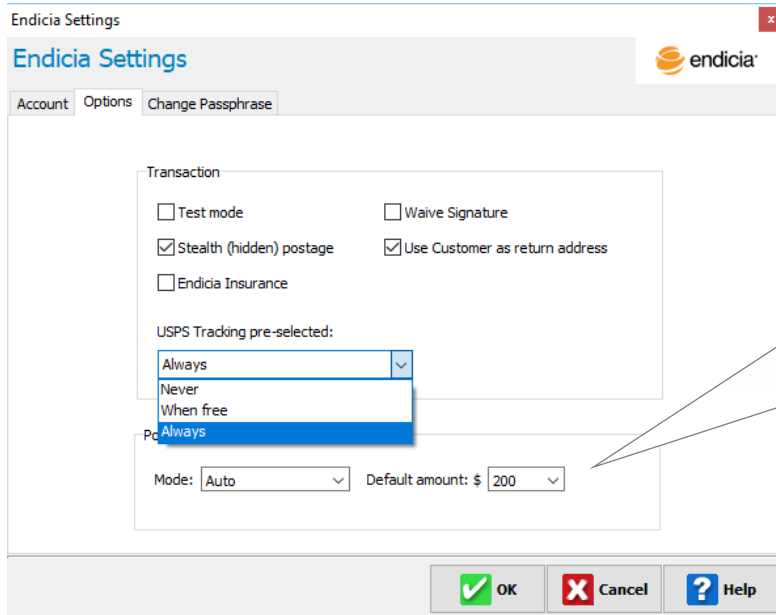 Endicia Settings
x
Endicia Settings
endicia
Account Options Change Passphrase
Transaction
Test mode
Waive Signature
Stealth (hidden) postage
Use Customer as return address
Endicia Insurance
USPS Tracking pre-selected:
Always
Never
When free
Always
Mode: Auto Default amount: $ 200
OK Cancel ? Help